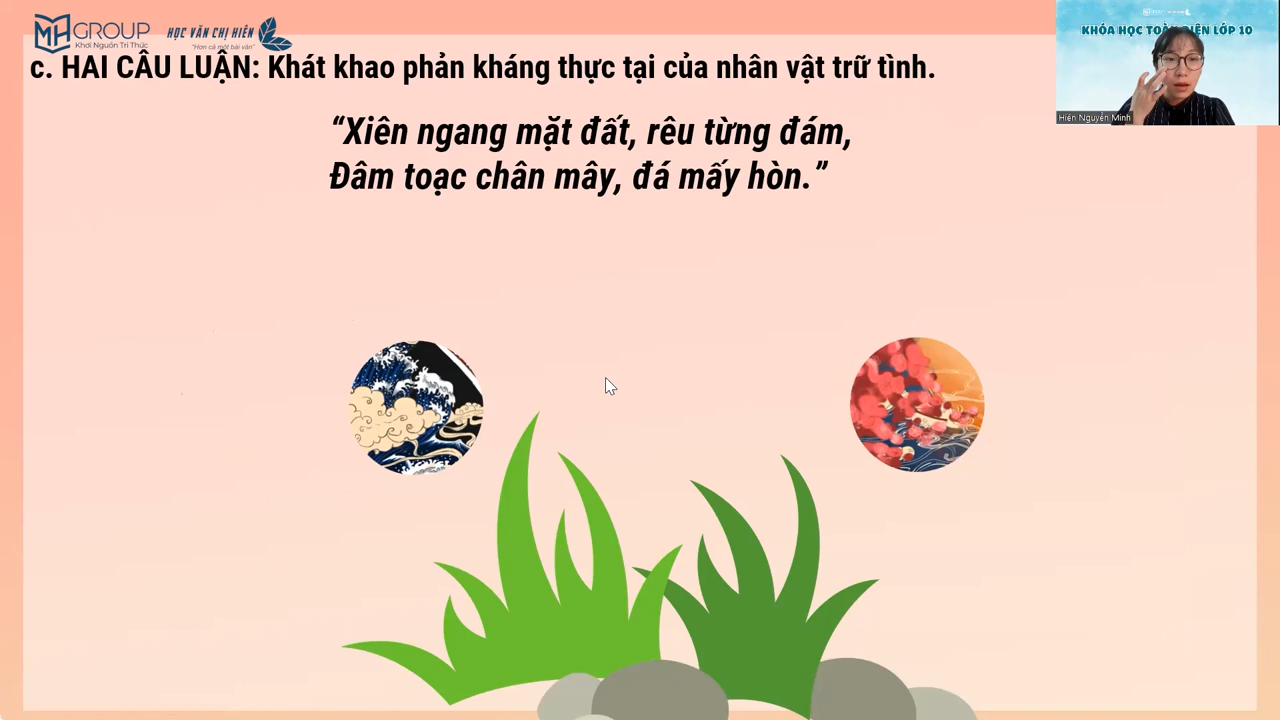 MH GROUP
Khơi Nguồn Tri Thức
HỌC VĂN CHỊ HIÊN
"Hơn cả một bài văn"
KHÓA HỌC TOÀN DIỆN LỚP 10
Hiên Nguyễn Minh
c. HAI CÂU LUẬN: Khát khao phản kháng thực tại của nhân vật trữ tình.
“Xiên ngang mặt đất, rêu từng đám,
Đâm toạc chân mây, đá mấy hòn.”